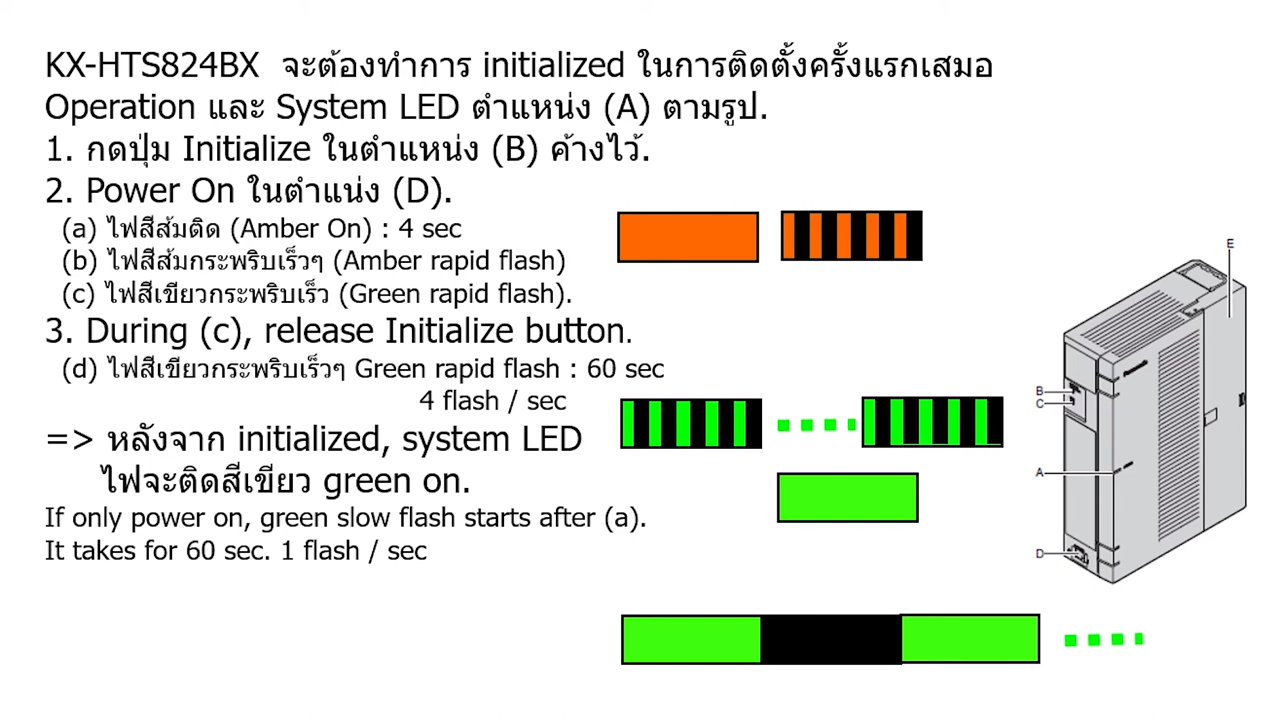 KX-HTS824BX จะต้องทำการ initialized ในการติดตั้งครั้งแรกเสมอ
Operation และ System LED ตำแหน่ง (A) ตามรูป.
1. กดปุ่ม Initialize ในตำแหน่ง (B) ค้างไว้.
2. Power On ในตำแน่ง (D).
(a) ไฟสีส้มติด (Amber On) : 4 sec
(b) ไฟสีส้มกระพริบเร็วๆ (Amber rapid flash)
(c) ไฟสีเขียวกระพริบเร็ว (Green rapid flash).
3. During (c), release Initialize button.
(d) ไฟสีเขียวกระพริบเร็วๆ Green rapid flash : 60 sec
4 flash / sec
=> หลังจาก initialized, system LED
ไฟจะติดสีเขียว green on.
If only power on, green slow flash starts after (a).
It takes for 60 sec. 1 flash / sec
E
B
C
A
D
Panasonic